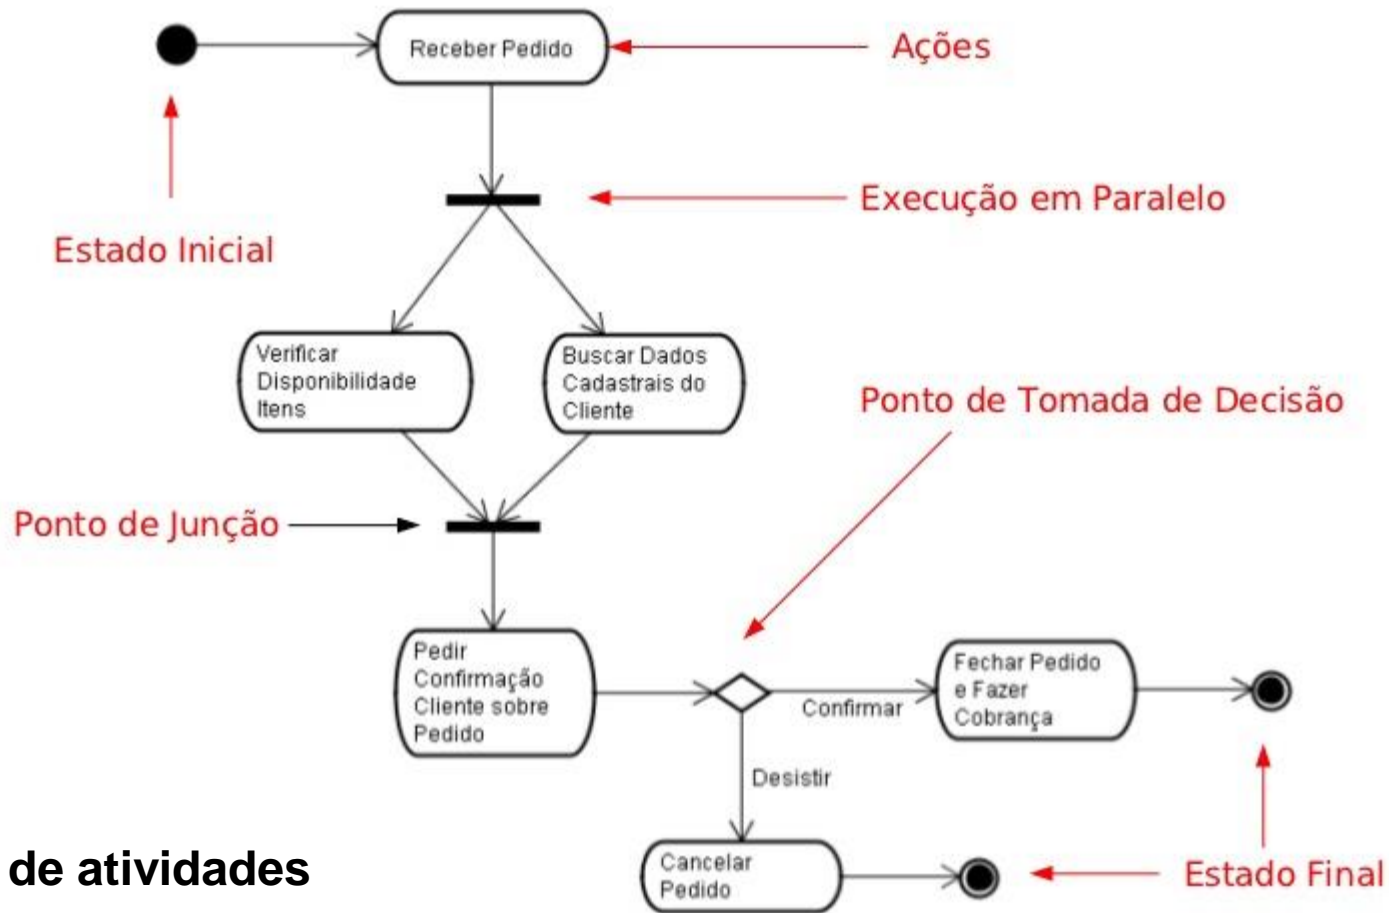 Receber Pedido
Ações
Execução em Paralelo
Estado Inicial
Verificar
Disponibilidade
Itens
Buscar Dados
Cadastrais do
Cliente
Ponto de Tomada de Decisão
Ponto de Junção
Pedir
Confirmação
Cliente sobre
Pedido
Confirmar
Fechar Pedido
e Fazer
Cobrança
Desistir
Cancelar
Pedido
Estado Final
de atividades